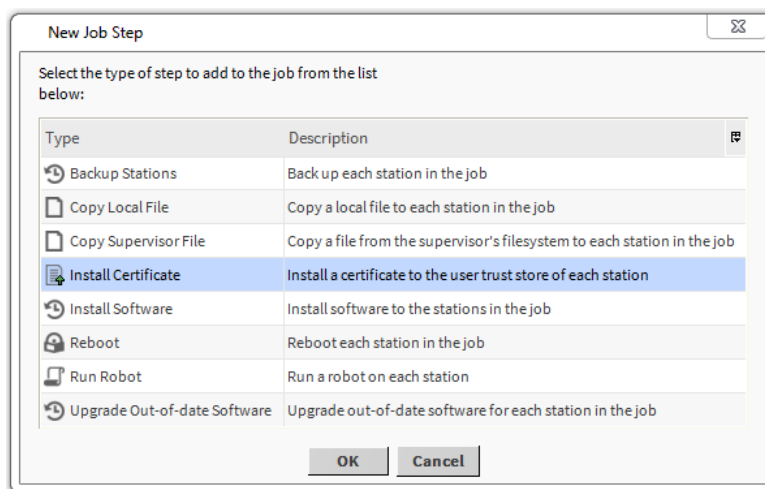 New Job Step
Select the type of step to add to the job from the list
below:
Type Description
Backup Stations Back up each station in the job
Copy Local File Copy a local file to each station in the job
Copy Supervisor File Copy a file from the supervisor's filesystem to each station in the job
Install Certificate Install a certificate to the user trust store of each station
Install Software Install software to the stations in the job
Reboot Reboot each station in the job
Run Robot Run a robot on each station
Upgrade Out-of-date Software Upgrade out-of-date software for each station in the job
OK Cancel